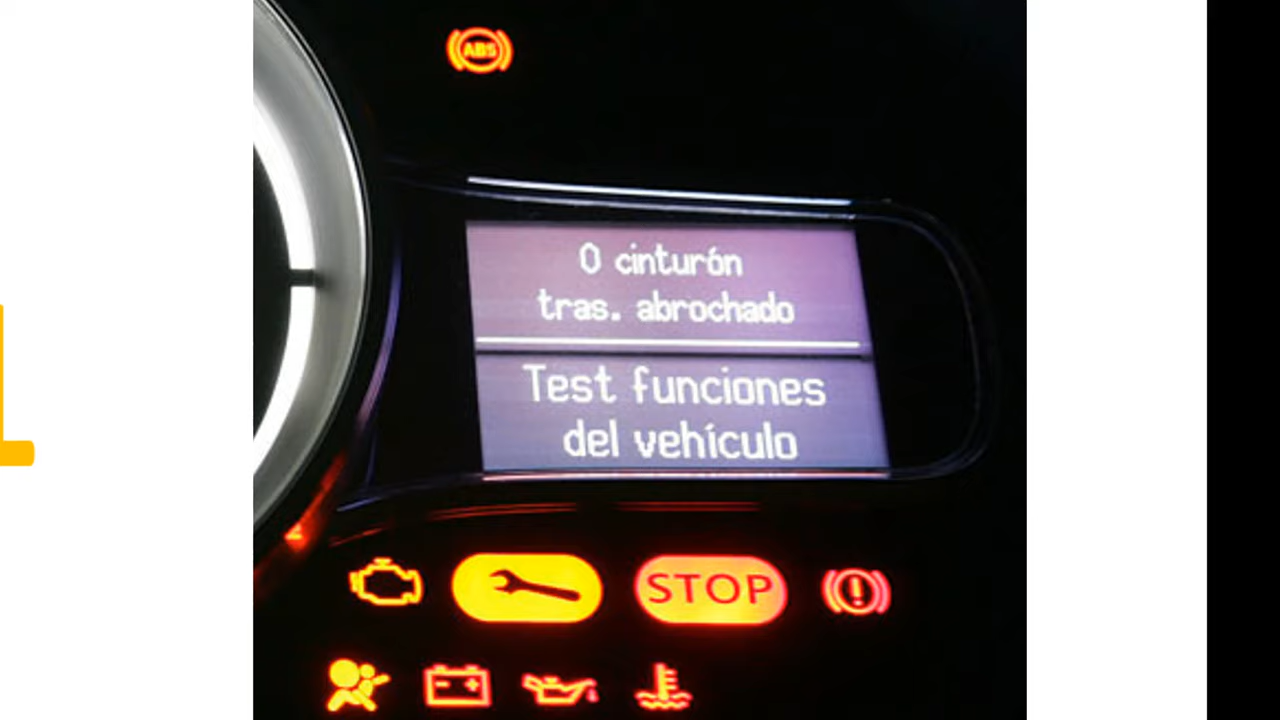 ABS
0 cinturón
tras. abrochado
Test funciones
del vehículo
STOP